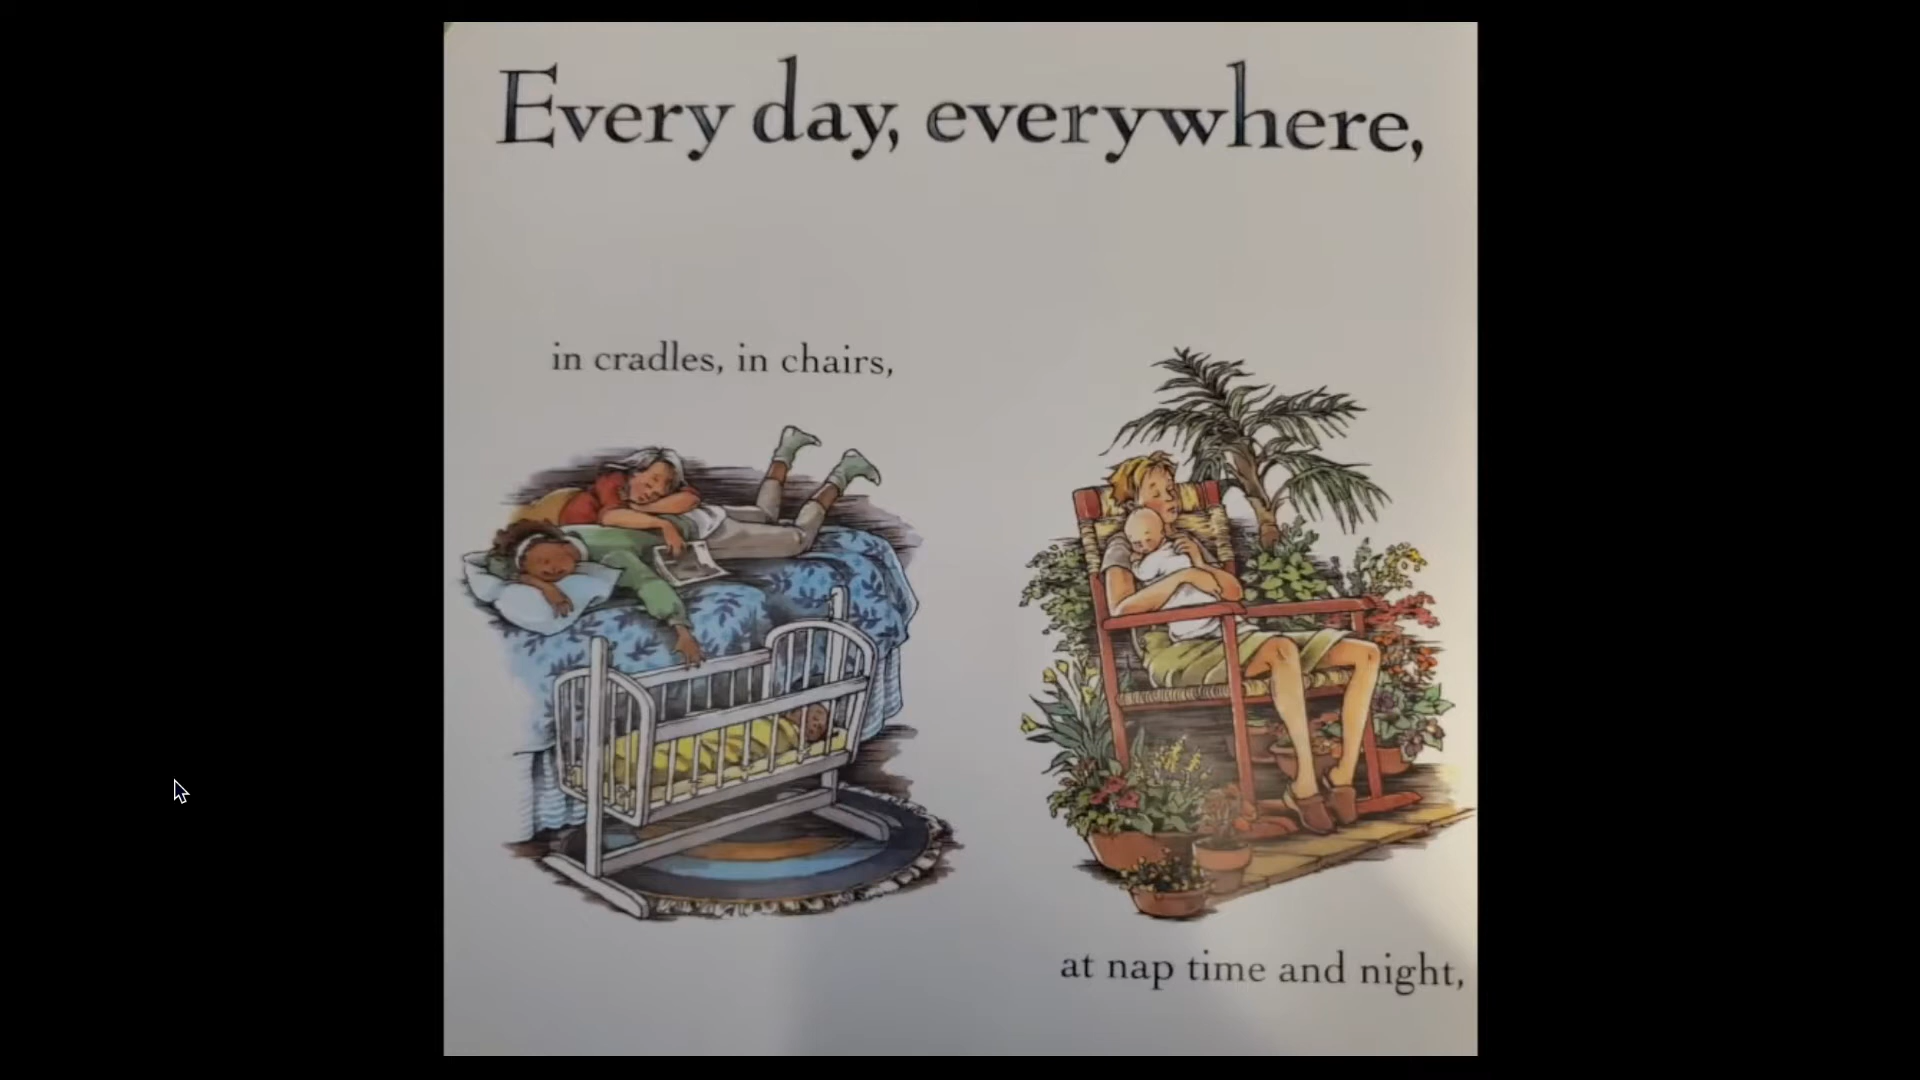 Every day, everywhere,
in cradles, in chairs,
at nap time and night,